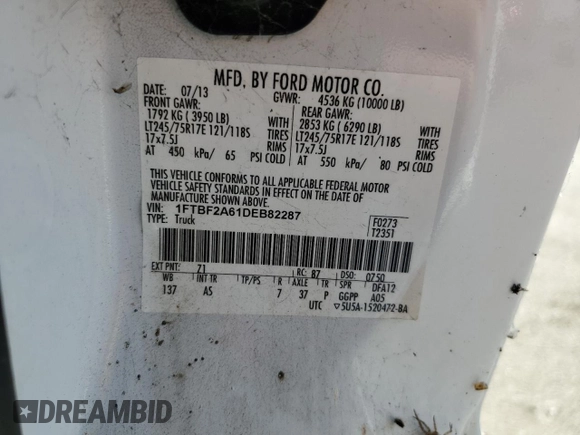 MFD. BY FORD MOTOR CO.
DATE: 07/13 GVWR: 4536 KG (10000 LB)
FRONT GAWR: REAR GAWR:
1792 KG ( 3950 LB) WITH 2853 KG ( 6290 LB) WITH
LT245/75R17E 121/118S TIRES LT245/75R17E 121/118S TIRES
17x7.5J RIMS 17x7.5J RIMS
AT 450 kPa/ 65 PSI COLD AT 550 kPa/ 80 PSI COLD
THIS VEHICLE CONFORMS TO ALL APPLICABLE FEDERAL MOTOR
VEHICLE SAFETY STANDARDS IN EFFECT ON THE DATE OF
MANUFACTURE SHOWN ABOVE.
VIN: 1FTBF2A61DEB82287 F0273
TYPE: Truck T2351
EXT PNT: Z1 RC: 87 DSO: 0750
WB INT TR TP/PS R AXLE TR SPR DFA12
137 AS 7 37 P GGPP A05
UTC ▽5U5A-1520472-BA
DREAMBID